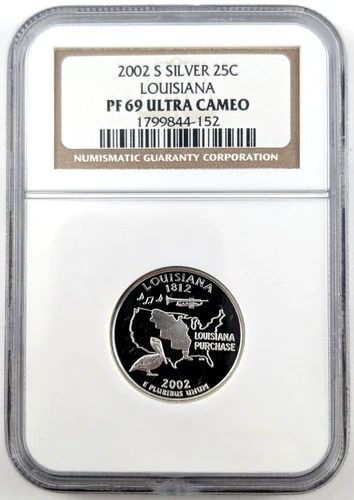 2002 S SILVER 25C
LOUISIANA
PF 69 ULTRA CAMEO
1799844-152
NUMISMATIC GUARANTY CORPORATION
LOUISIANA
1812
LOUISIANA
PURCHASE
2002
E PLURIBUS UNUM